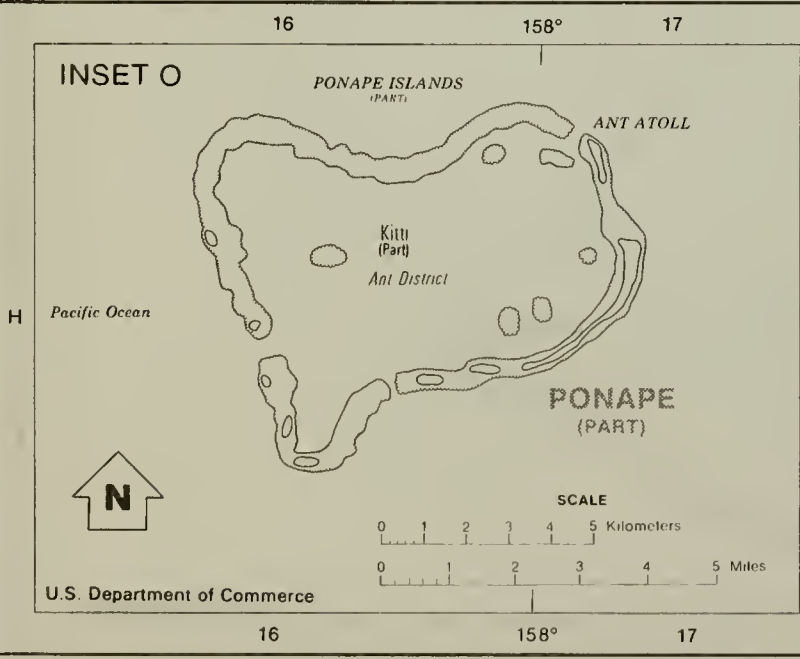 16 158° 17
INSET O
PONAPE ISLANDS
(PART)
ANT ATOLL
Kitti
(Part)
Ant District
H
Pacific Ocean
PONAPE
(PART)
N
SCALE
0 1 2 3 4 5 Kilometers
0 1 2 3 4 5 Miles
U.S. Department of Commerce
16 158° 17